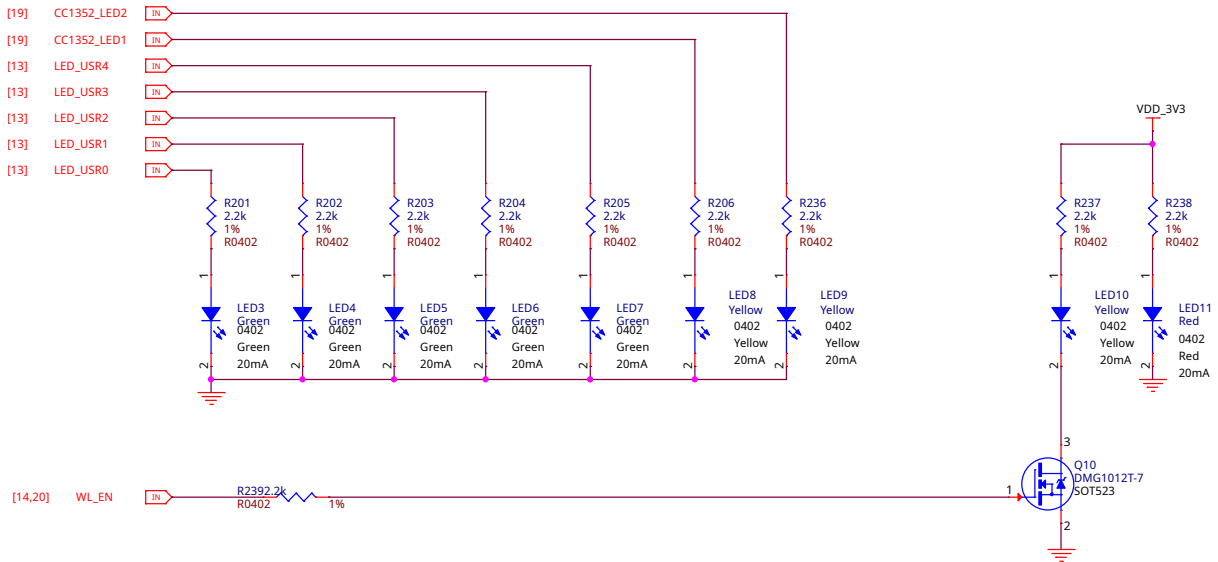 [19] CC1352_LED2 IN
[19] CC1352_LED1 IN
[13] LED_USR4 IN
[13] LED_USR3 IN
[13] LED_USR2 IN
[13] LED_USR1 IN
[13] LED_USR0 IN
VDD_3V3
R201 R202 R203 R204 R205 R206 R236 R237 R238
2.2k 2.2k 2.2k 2.2k 2.2k 2.2k 2.2k 2.2k 2.2k
1% 1% 1% 1% 1% 1% 1% 1% 1%
R0402 R0402 R0402 R0402 R0402 R0402 R0402 R0402 R0402
1 1 1 1 1 1 1 1 1
LED3 LED4 LED5 LED6 LED7 LED8 LED9 LED10 LED11
Green Green Green Green Green Yellow Yellow Yellow Red
0402 0402 0402 0402 0402 0402 0402 0402 0402
Green Green Green Green Green Yellow Yellow Yellow Red
20mA 20mA 20mA 20mA 20mA 20mA 20mA 20mA 20mA
2 2 2 2 2 2 2 2 2
3
Q10
DMG1012T-7
SOT523
[14,20] WL_EN IN R2392.2k 1
R0402 1%
2